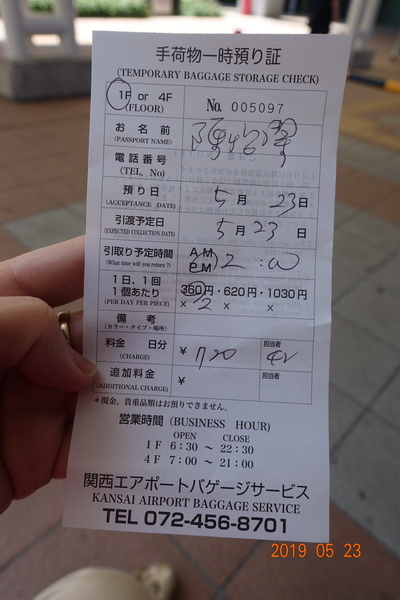 手荷物一時預り証
(TEMPORARY BAGGAGE STORAGE CHECK)
1F or 4F
(FLOOR)
No. 005097
お名前
(PASSPORT NAME)
電話番号
(TEL. No)
預り日
(ACCEPTANCE DATE)
5月 23日
引渡予定日
(EXPECTED COLLECTION DATE)
5月 23 日
引取り予定時間
(What time will you return?)
AM
PM
2:00
1日、1回
1個あたり
(PER DAY PER PIECE)
360円・620円・1030円
×2 × ×
備考
(カラー・タイプ・場所)
料金 日分
(CHARGE)
¥ 720
担当者
追加料金
(ADDITIONAL CHARGE)
¥
担当者
*現金、貴重品類はお預りできません。
営業時間 (BUSINESS HOUR)
OPEN CLOSE
1F 6:30 ~ 22:30
4F 7:00 ~ 21:00
関西エアポートバゲージサービス
KANSAI AIRPORT BAGGAGE SERVICE
TEL 072-456-8701
2019 05 23